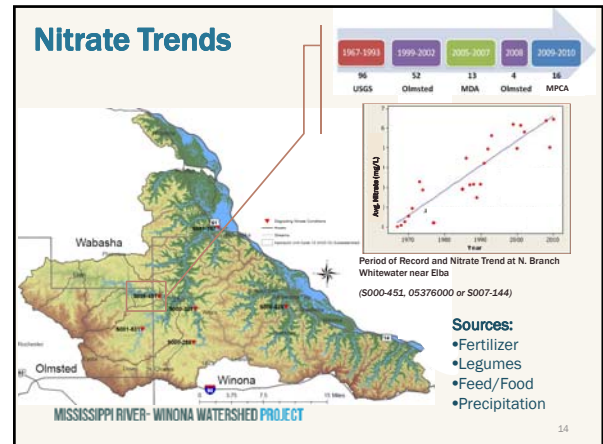 Nitrate Trends
1967-1993 1999-2002 2005-2007 2008 2009-2010
96 52 13 4 16
USGS Olmsted MDA Olmsted MPCA
Avg. Nitrate (mg/L)
1970 1980 1990 2000 2010
Year
Period of Record and Nitrate Trend at N. Branch
Whitewater near Elba
(S000-451, 05376000 or S007-144)
Wabasha
Olmsted
Winona
15 Miles
MISSISSIPPI RIVER- WINONA WATERSHED PROJECT
Sources:
•Fertilizer
•Legumes
•Feed/Food
•Precipitation
14